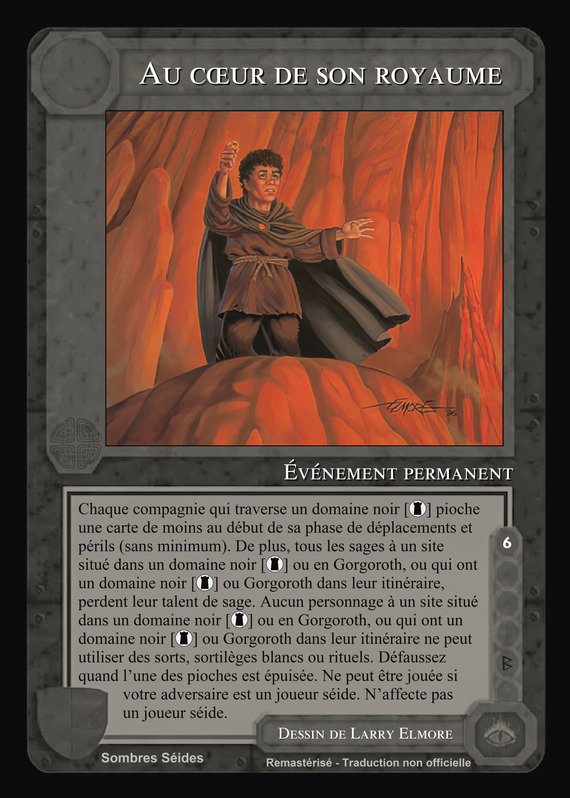 Au cœur de son royaume
ELMORE
Événement permanent
Chaque compagnie qui traverse un domaine noir [] pioche
une carte de moins au début de sa phase de déplacements et
périls (sans minimum). De plus, tous les sages à un site
situé dans un domaine noir [] ou en Gorgoroth, ou qui ont
un domaine noir [] ou Gorgoroth dans leur itinéraire,
perdent leur talent de sage. Aucun personnage à un site situé
dans un domaine noir [] ou en Gorgoroth, ou qui ont un
domaine noir [] ou Gorgoroth dans leur itinéraire ne peut
utiliser des sorts, sortilèges blancs ou rituels. Défaussez
quand l’une des pioches est épuisée. Ne peut être jouée si
votre adversaire est un joueur séide. N’affecte pas
un joueur séide.
6
Dessin de Larry Elmore
Sombres Séides
Remastérisé - Traduction non officielle